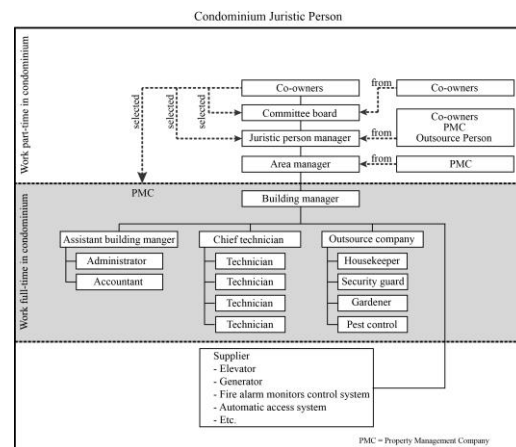 Condominium Juristic Person
Work part-time in condominium
Co-owners
from
Co-owners
selected
selected
selected
Committee board
Juristic person manager
from
Co-owners
PMC
Outsource Person
Area manager
from
PMC
PMC
Work full-time in condominium
Building manager
Assistant building manger
Chief technician
Outsource company
Administrator
Technician
Housekeeper
Accountant
Technician
Security guard
Technician
Gardener
Technician
Pest control
Supplier
- Elevator
- Generator
- Fire alarm monitors control system
- Automatic access system
- Etc.
PMC = Property Management Company